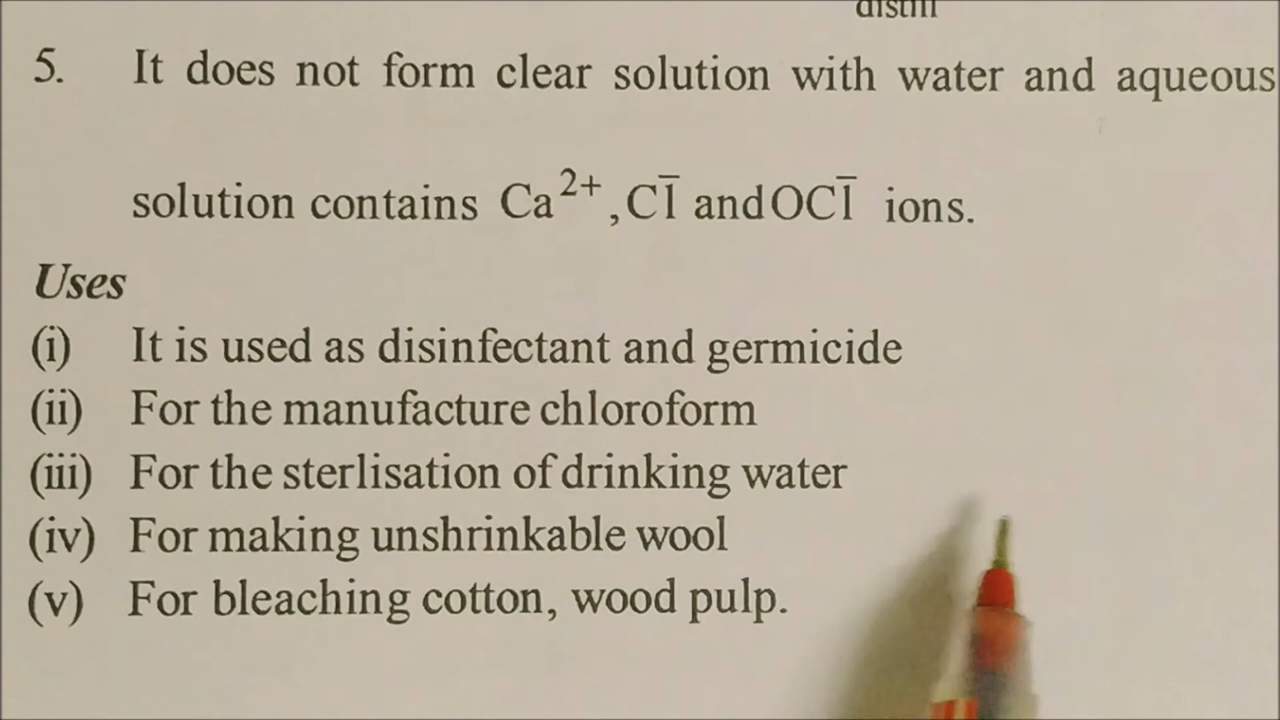 distill
5. It does not form clear solution with water and aqueous
solution contains Ca²⁺, Cl̄ and OCl̄ ions.
Uses
(i) It is used as disinfectant and germicide
(ii) For the manufacture chloroform
(iii) For the sterlisation of drinking water
(iv) For making unshrinkable wool
(v) For bleaching cotton, wood pulp.